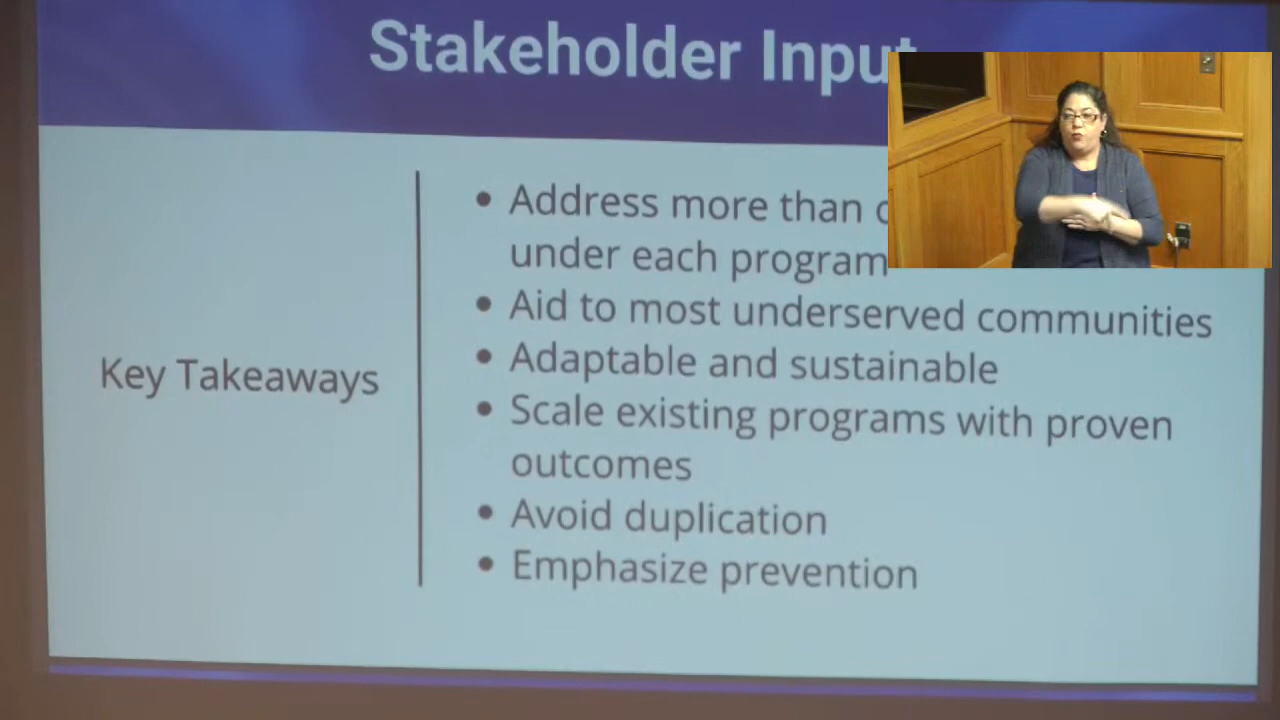 Stakeholder Input
Key Takeaways
• Address more than
under each program
• Aid to most underserved communities
• Adaptable and sustainable
• Scale existing programs with proven
outcomes
• Avoid duplication
• Emphasize prevention